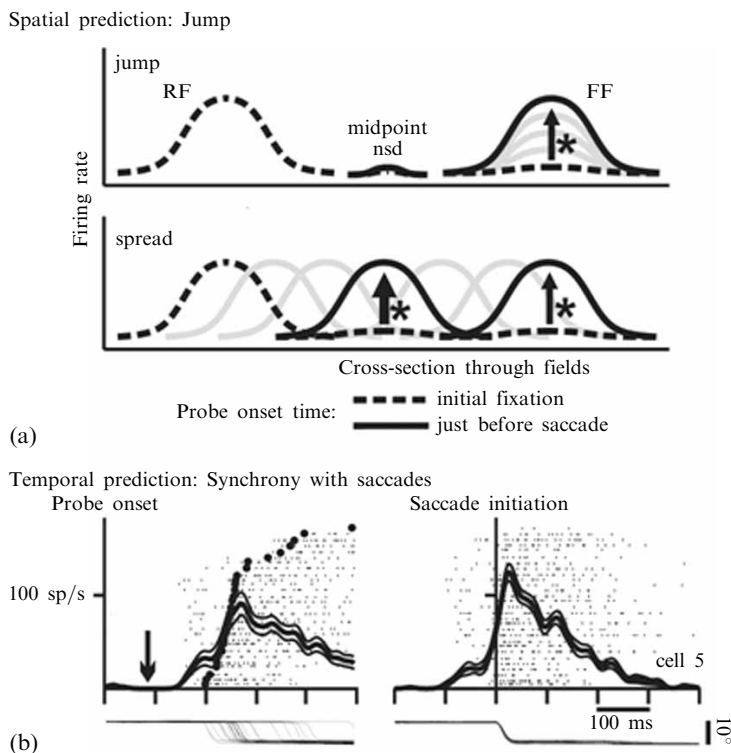 Spatial prediction: Jump
jump
RF
FF
midpoint
nsd
*
Firing rate
spread
*
*
Cross-section through fields
Probe onset time:
initial fixation
just before saccade
(a)
Temporal prediction: Synchrony with saccades
Probe onset
Saccade initiation
100 sp/s
cell 5
100 ms
10°
(b)